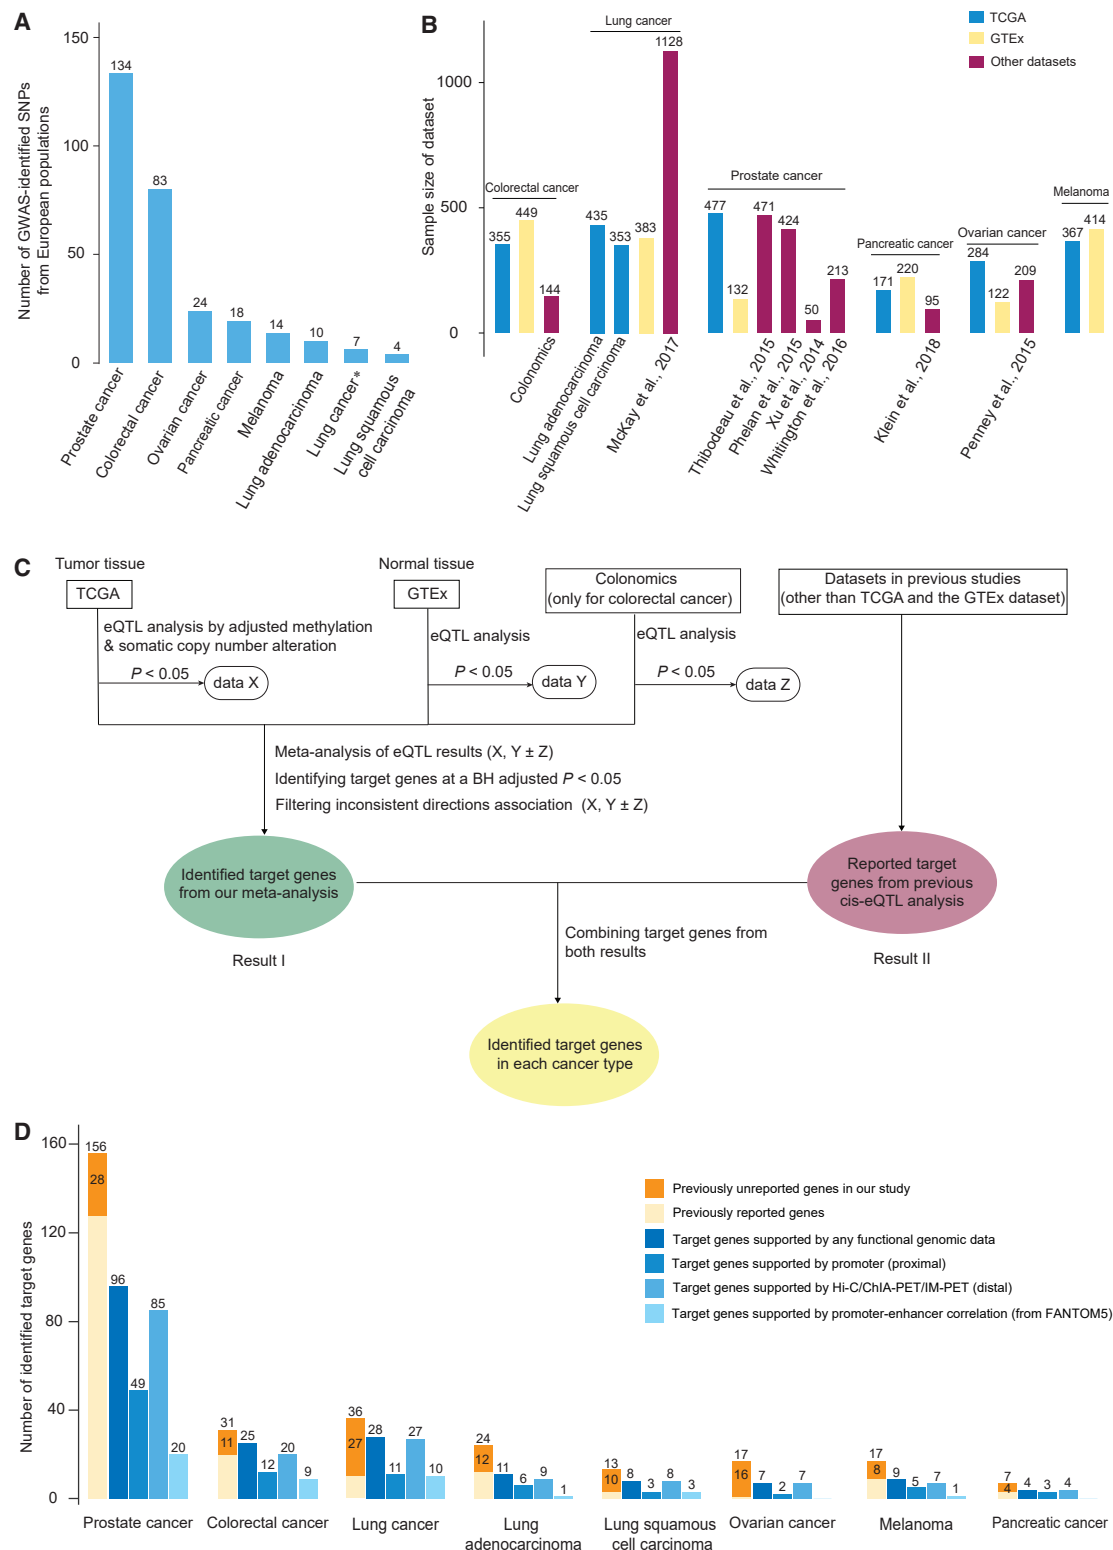 A
Number of GWAS-identified SNPs
from European populations
150
100
50
0
134
83
24
19
14
10
7
4
Prostate cancer
Colorectal cancer
Ovarian cancer
Pancreatic cancer
Melanoma
Lung adenocarcinoma
Lung cancer*
Lung squamous
cell carcinoma
B
TCGA
GTEx
Other datasets
Sample size of dataset
1000
500
0
Colorectal cancer
355
449
144
Colonomics
Lung cancer
435
353
383
1128
Lung adenocarcinoma
Lung squamous cell carcinoma
McKay et al., 2017
Prostate cancer
477
132
471
424
50
213
Thibodeau et al., 2015
Phelan et al., 2015
Xu et al., 2014
Whitington et al., 2016
Pancreatic cancer
171
220
95
Klein et al., 2018
Ovarian cancer
284
122
209
Penney et al., 2015
Melanoma
367
414
C
Tumor tissue
TCGA
eQTL analysis by adjusted methylation
& somatic copy number alteration
P < 0.05
data X
Normal tissue
GTEx
eQTL analysis
P < 0.05
data Y
Colonomics
(only for colorectal cancer)
eQTL analysis
P < 0.05
data Z
Datasets in previous studies
(other than TCGA and the GTEx dataset)
Meta-analysis of eQTL results (X, Y ± Z)
Identifying target genes at a BH adjusted P < 0.05
Filtering inconsistent directions association (X, Y ± Z)
Identified target genes
from our meta-analysis
Result I
Reported target
genes from previous
cis-eQTL analysis
Result II
Combining target genes from
both results
Identified target genes
in each cancer type
D
Number of identified target genes
160
120
80
40
0
Previously unreported genes in our study
Previously reported genes
Target genes supported by any functional genomic data
Target genes supported by promoter (proximal)
Target genes supported by Hi-C/ChIA-PET/IM-PET (distal)
Target genes supported by promoter-enhancer correlation (from FANTOM5)
156
28
96
49
85
20
Prostate cancer
31
11
25
12
20
9
Colorectal cancer
36
27
28
11
27
10
Lung cancer
24
12
11
6
9
1
Lung
adenocarcinoma
13
10
8
3
8
3
Lung squamous
cell carcinoma
17
16
7
2
7
Ovarian cancer
17
8
9
5
7
1
Melanoma
7
4
4
3
4
Pancreatic cancer